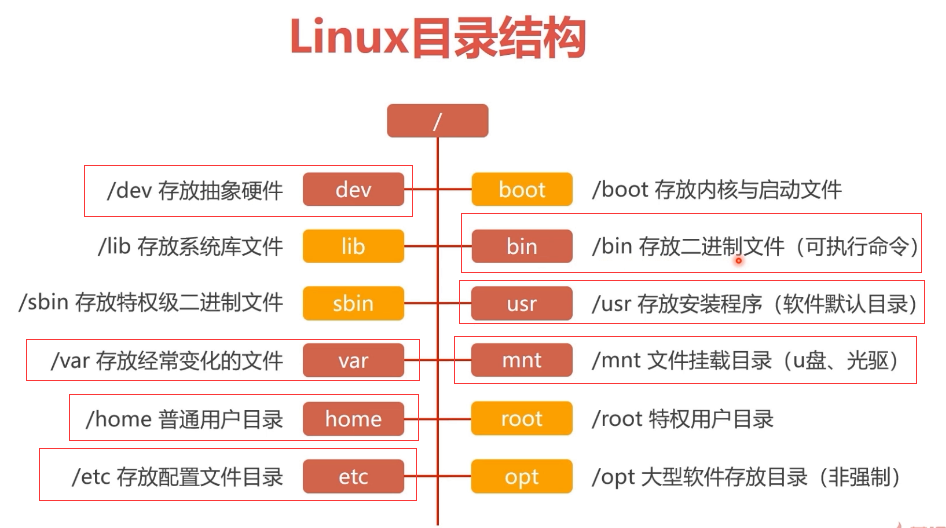 Linux目录结构
/
/dev 存放抽象硬件 dev boot /boot 存放内核与启动文件
/lib 存放系统库文件 lib bin /bin 存放二进制文件（可执行命令）
/sbin 存放特权级二进制文件 sbin usr /usr 存放安装程序（软件默认目录）
/var 存放经常变化的文件 var mnt /mnt 文件挂载目录（u盘、光驱）
/home 普通用户目录 home root /root 特权用户目录
/etc 存放配置文件目录 etc opt /opt 大型软件存放目录（非强制）